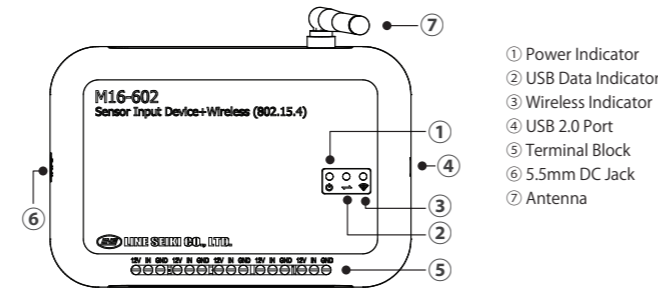 ⑦
M16-602
Sensor Input Device+Wireless (802.15.4)
①
④
⑥
③
②
LINE SEIKI CO., LTD.
12V IN GND 12V IN GND 12V IN GND 12V IN GND 12V IN GND
⑤
① Power Indicator
② USB Data Indicator
③ Wireless Indicator
④ USB 2.0 Port
⑤ Terminal Block
⑥ 5.5mm DC Jack
⑦ Antenna